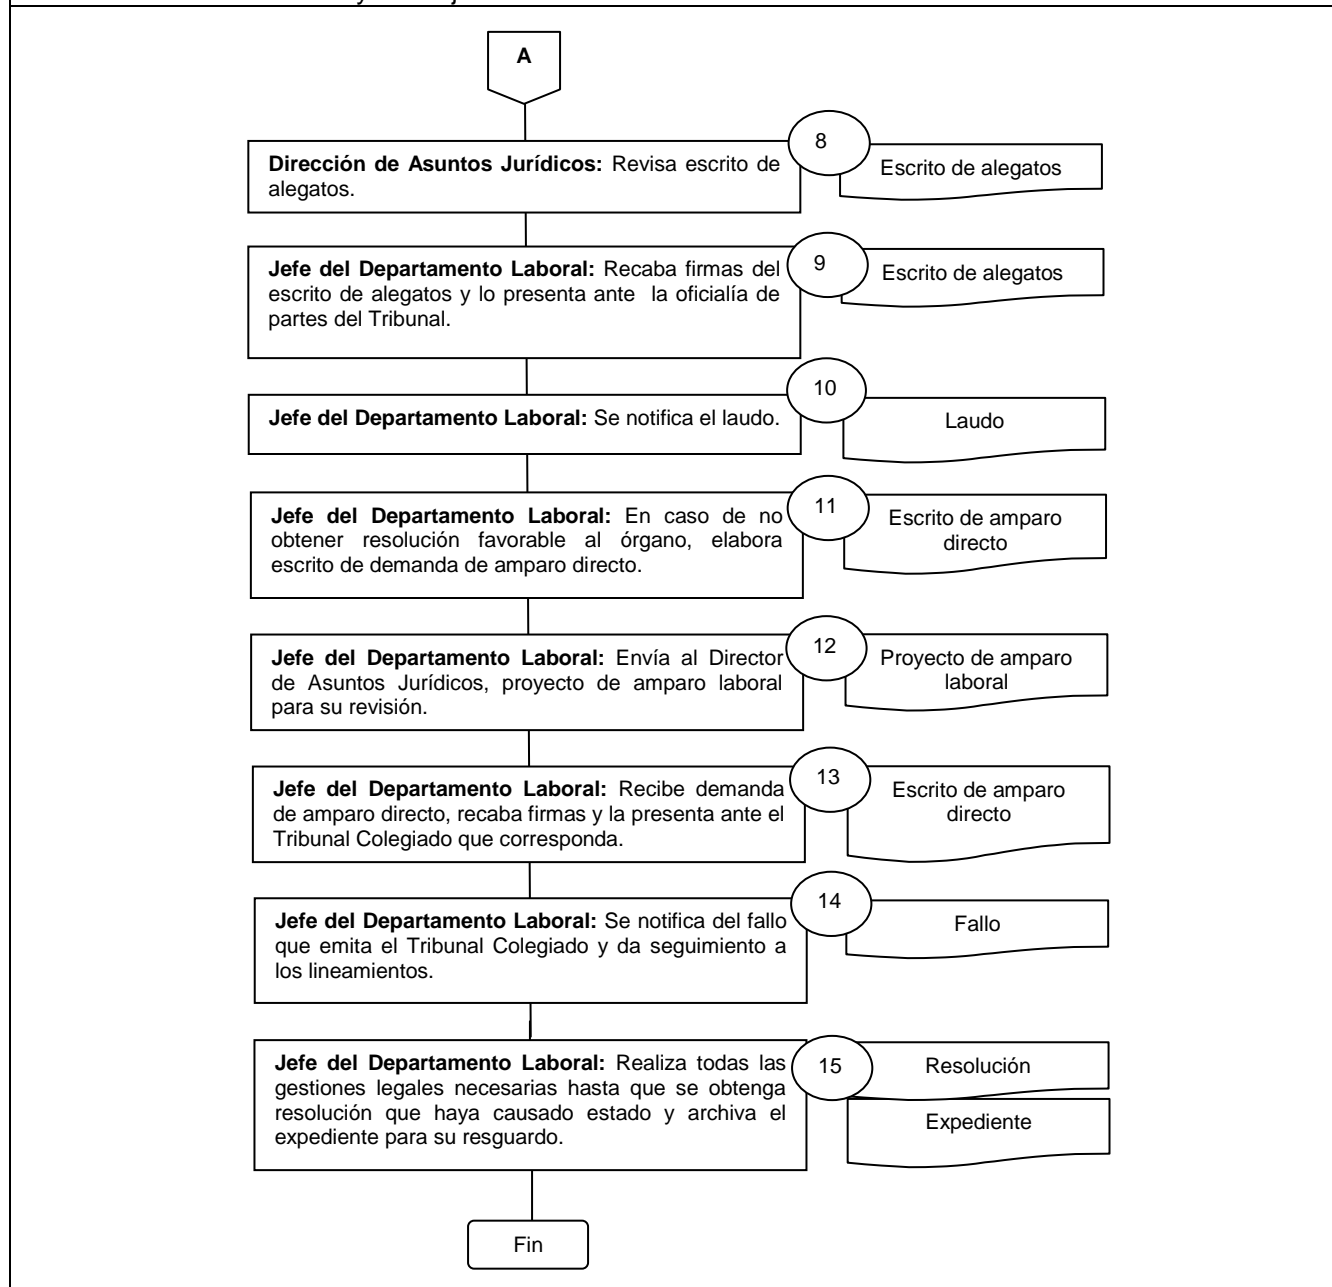 A
Dirección de Asuntos Jurídicos: Revisa escrito de
alegatos.
8
Escrito de alegatos
Jefe del Departamento Laboral: Recaba firmas del
escrito de alegatos y lo presenta ante la oficialía de
partes del Tribunal.
9
Escrito de alegatos
Jefe del Departamento Laboral: Se notifica el laudo.
10
Laudo
Jefe del Departamento Laboral: En caso de no
obtener resolución favorable al órgano, elabora
escrito de demanda de amparo directo.
11
Escrito de amparo
directo
Jefe del Departamento Laboral: Envía al Director
de Asuntos Jurídicos, proyecto de amparo laboral
para su revisión.
12
Proyecto de amparo
laboral
Jefe del Departamento Laboral: Recibe demanda
de amparo directo, recaba firmas y la presenta ante el
Tribunal Colegiado que corresponda.
13
Escrito de amparo
directo
Jefe del Departamento Laboral: Se notifica del fallo
que emita el Tribunal Colegiado y da seguimiento a
los lineamientos.
14
Fallo
Jefe del Departamento Laboral: Realiza todas las
gestiones legales necesarias hasta que se obtenga
resolución que haya causado estado y archiva el
expediente para su resguardo.
15
Resolución
Expediente
Fin